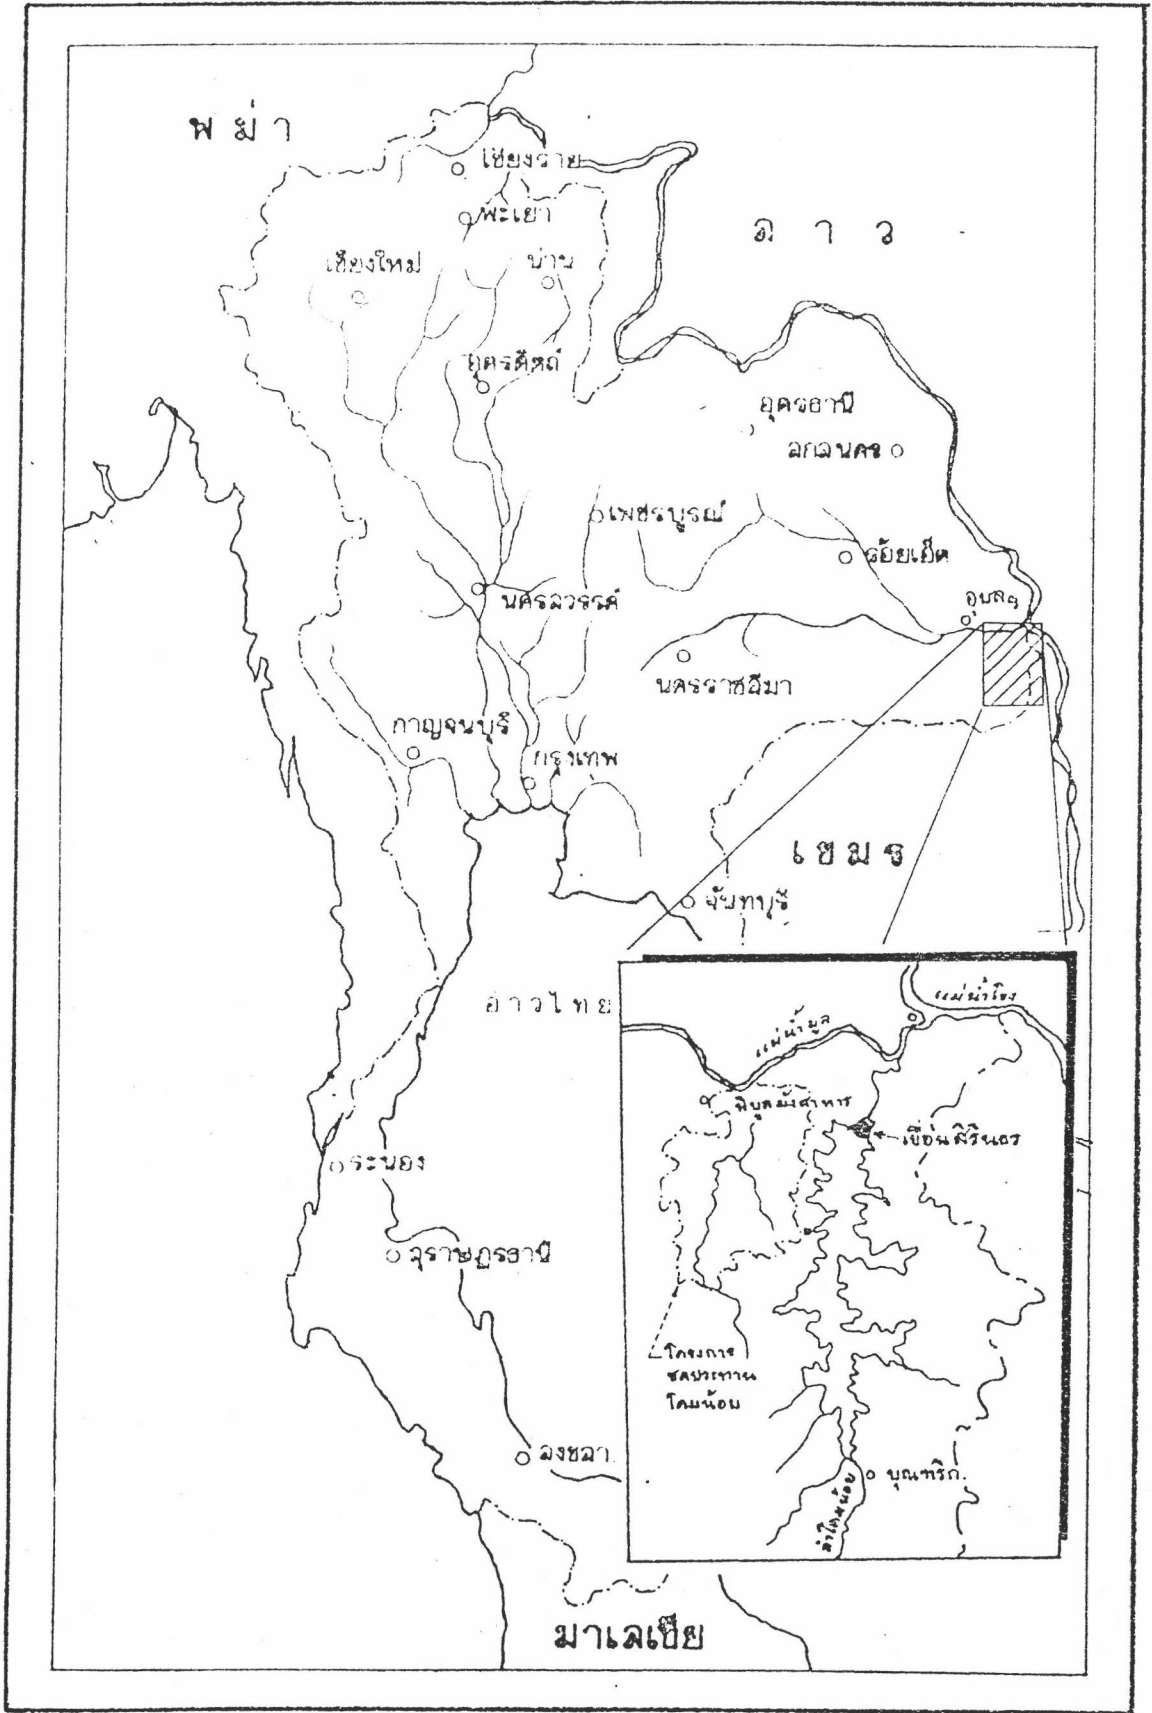 พม่า
เชียงราย
พะเยา
ลาว
เชียงใหม่
น่าน
อุตรดิตถ์
อุดรธานี
สกลนคร
เพชรบูรณ์
ร้อยเอ็ด
นครสวรรค์
อุบลฯ
นครราชสีมา
กาญจนบุรี
กรุงเทพ
เขมร
จันทบุรี
อ่าวไทย
แม่น้ำโขง
แม่น้ำมูล
พิบูลมังสาหาร
เขื่อนสิรินธร
ระนอง
สุราษฎรธานี
โครงการ
ชลประทาน
โดมน้อย
สงขลา
บุณฑริก
ลำโดมน้อย
มาเลเซีย